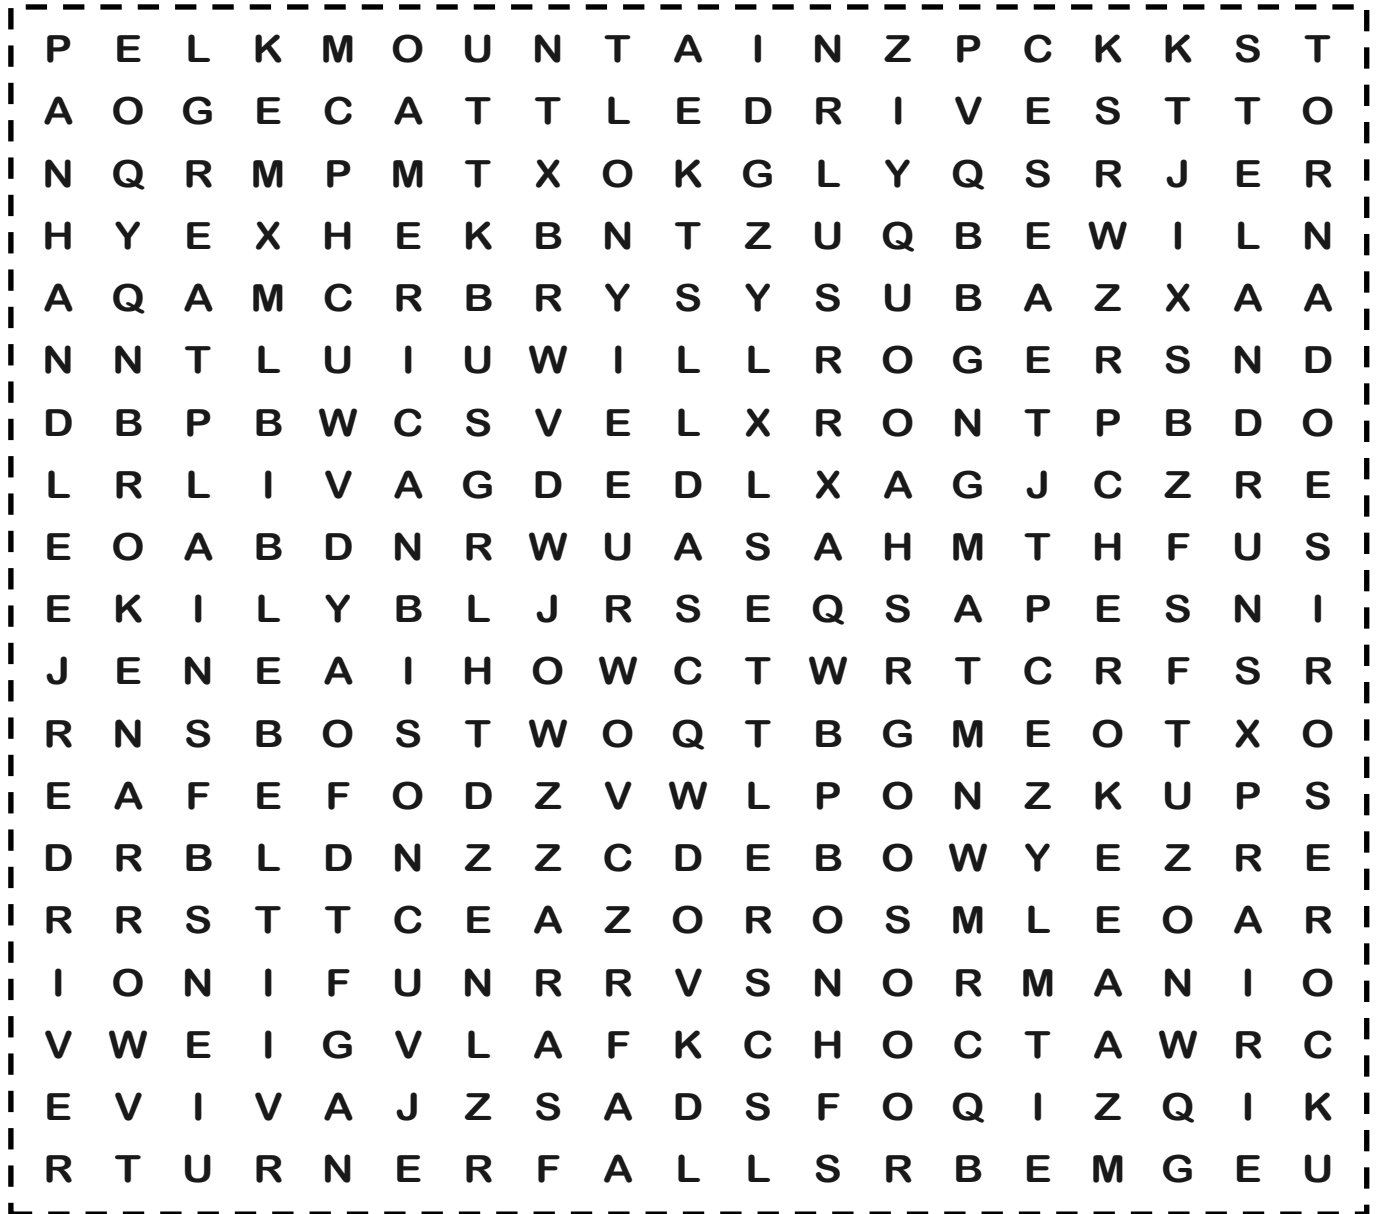 P E L K M O U N T A I N Z P C K K S T
A O G E C A T T L E D R I V E S T T O
N Q R M P M T X O K G L Y Q S R J E R
H Y E X H E K B N T Z U Q B E W I L N
A Q A M C R B R Y S Y S U B A Z X A A
N N T L U I U W I L L R O G E R S N D
D B P B W C S V E L X R O N T P B D O
L R L I V A G D E D L X A G J C Z R E
E O A B D N R W U A S A H M T H F U S
E K I L Y B L J R S E Q S A P E S N I
J E N E A I H O W C T W R T C R F S R
R N S B O S T W O Q T B G M E O T X O
E A F E F O D Z V W L P O N Z K U P S
D R B L D N Z Z C D E B O W Y E Z R E
R R S T T C E A Z O R O S M L E O A R
I O N I F U N R R V S N O R M A N I O
V W E I G V L A F K C H O C T A W R C
E V I V A J Z S A D S F O Q I Z Q I K
R T U R N E R F A L L S R B E M G E U